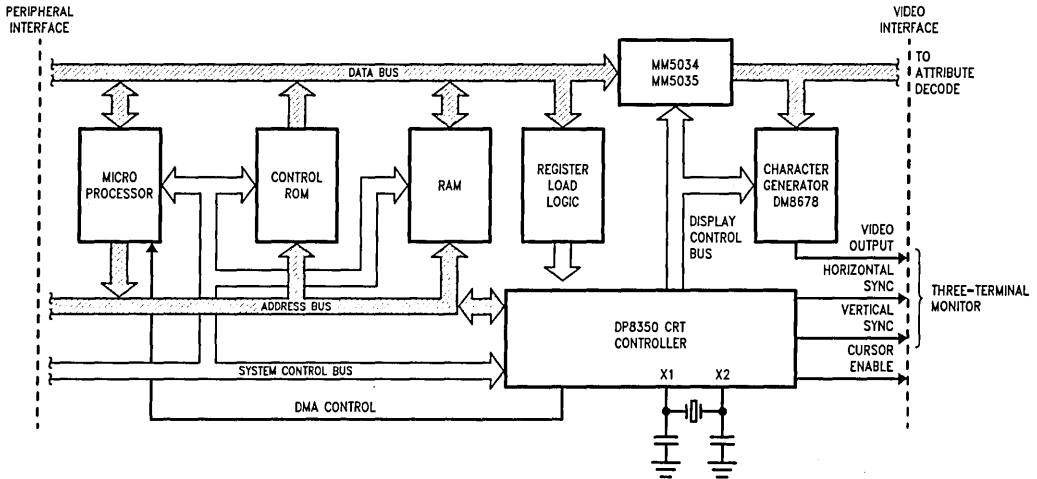 PERIPHERAL
INTERFACE
VIDEO
INTERFACE
DATA BUS
MM5034
MM5035
TO
ATTRIBUTE
DECODE
MICRO
PROCESSOR
CONTROL
ROM
RAM
REGISTER
LOAD
LOGIC
CHARACTER
GENERATOR
DM8678
DISPLAY
CONTROL
BUS
VIDEO
OUTPUT
HORIZONTAL
SYNC
VERTICAL
SYNC
CURSOR
ENABLE
THREE-TERMINAL
MONITOR
ADDRESS BUS
DP8350 CRT
CONTROLLER
X1 X2
SYSTEM CONTROL BUS
DMA CONTROL